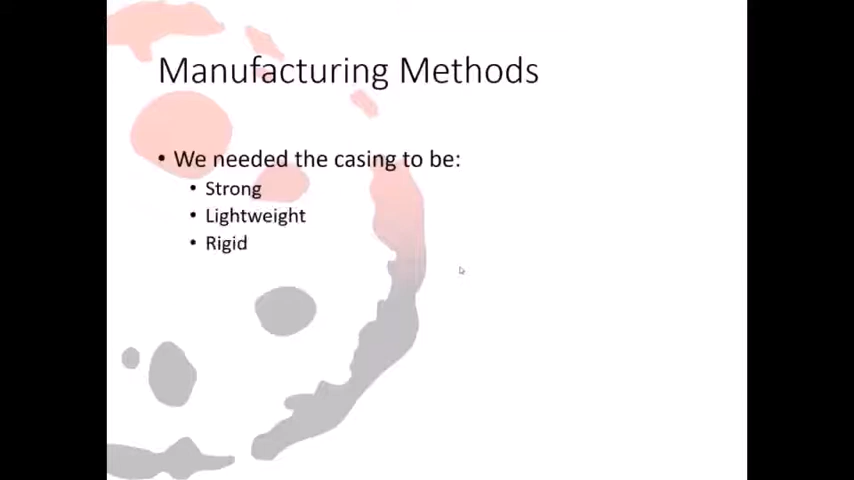 Manufacturing Methods
• We needed the casing to be:
• Strong
• Lightweight
• Rigid